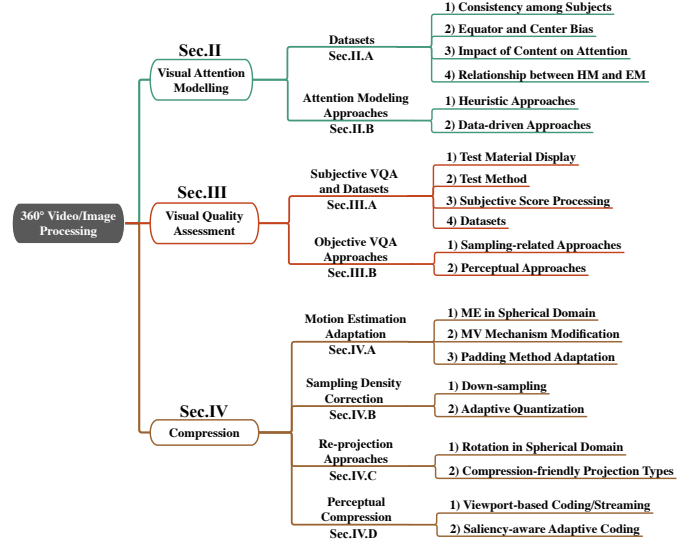 360° Video/Image
Processing
Sec.II
Visual Attention
Modelling
Datasets
Sec.II.A
1) Consistency among Subjects
2) Equator and Center Bias
3) Impact of Content on Attention
4) Relationship between HM and EM
Attention Modeling
Approaches
Sec.II.B
1) Heuristic Approaches
2) Data-driven Approaches
Sec.III
Visual Quality
Assessment
Subjective VQA
and Datasets
Sec.III.A
1) Test Material Display
2) Test Method
3) Subjective Score Processing
4) Datasets
Objective VQA
Approaches
Sec.III.B
1) Sampling-related Approaches
2) Perceptual Approaches
Sec.IV
Compression
Motion Estimation
Adaptation
Sec.IV.A
1) ME in Spherical Domain
2) MV Mechanism Modification
3) Padding Method Adaptation
Sampling Density
Correction
Sec.IV.B
1) Down-sampling
2) Adaptive Quantization
Re-projection
Approaches
Sec.IV.C
1) Rotation in Spherical Domain
2) Compression-friendly Projection Types
Perceptual
Compression
Sec.IV.D
1) Viewport-based Coding/Streaming
2) Saliency-aware Adaptive Coding